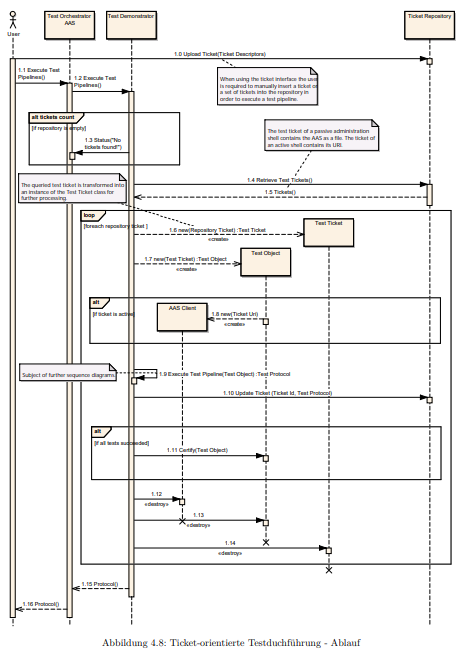 User
Test Orchestrator
AAS
Test Demonstrator
Ticket Repository
1.0 Upload Ticket(Ticket Descriptors)
1.1 Execute Test
Pipelines()
1.2 Execute Test
Pipelines()
When using the ticket interface the user
is required to manually insert a ticket or
a set of tickets into the repository in
order to execute a test pipeline.
alt tickets count
[if repository is empty]
1.3 Status("No
tickets found!")
The test ticket of a passive administration
shell contains the AAS as a file. The ticket of
an active shell contains its URI.
1.4 Retrieve Test Tickets()
1.5 Tickets()
The queried test ticket is transformed into
an instance of the Test Ticket class for
further processing.
loop
[foreach repository ticket ]
1.6 new(Repository Ticket) :Test Ticket
«create»
Test Ticket
1.7 new(Test Ticket) :Test Object
«create»
Test Object
alt
[if ticket is active]
AAS Client
1.8 new(Ticket Uri)
«create»
Subject of further sequence diagrams.
1.9 Execute Test Pipeline(Test Object) :Test Protocol
1.10 Update Ticket (Ticket Id, Test Protocol)
alt
[if all tests succeeded]
1.11 Certify(Test Object)
1.12
«destroy»
1.13
«destroy»
1.14
«destroy»
1.15 Protocol()
1.16 Protocol()
Abbildung 4.8: Ticket-orientierte Testduchführung - Ablauf